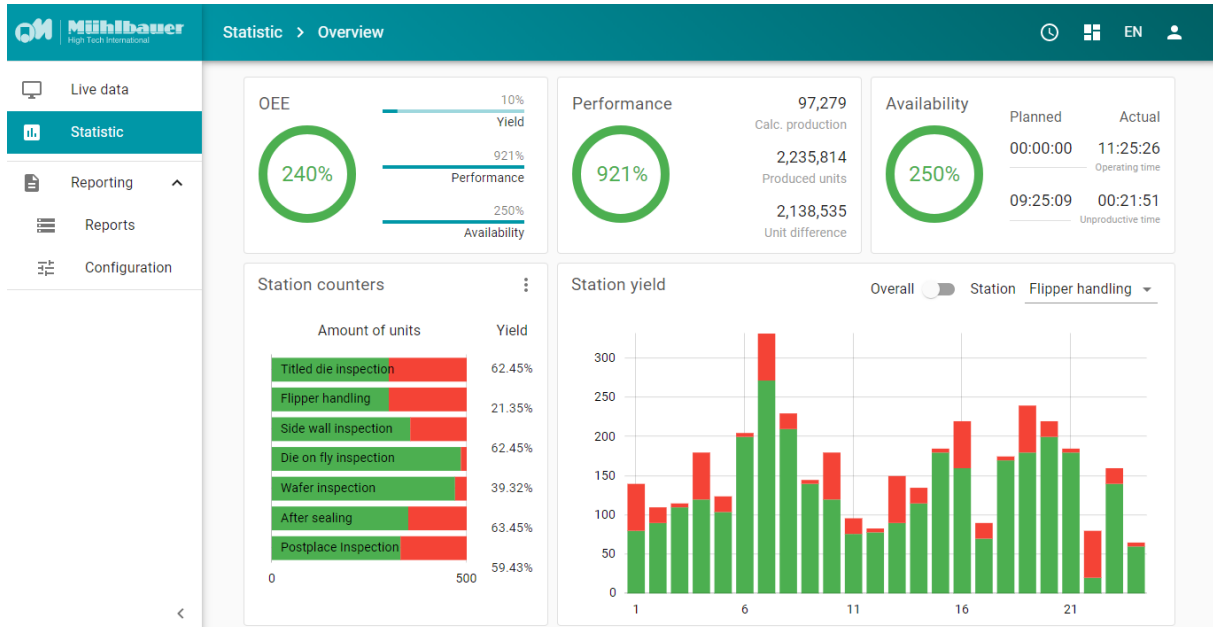 QM Mühlbauer
High Tech International
Statistic > Overview
EN
Live data
Statistic
Reporting
Reports
Configuration
OEE
240%
10%
Yield
921%
Performance
250%
Availability
Performance
921%
97,279
Calc. production
2,235,814
Produced units
2,138,535
Unit difference
Availability
250%
Planned Actual
00:00:00 11:25:26
Operating time
09:25:09 00:21:51
Unproductive time
Station counters
Amount of units Yield
Titled die inspection 62.45%
Flipper handling 21.35%
Side wall inspection 62.45%
Die on fly inspection
Wafer inspection 39.32%
After sealing 63.45%
Postplace Inspection 59.43%
0 500
Station yield
Overall Station Flipper handling
300
250
200
150
100
50
0
1 6 11 16 21